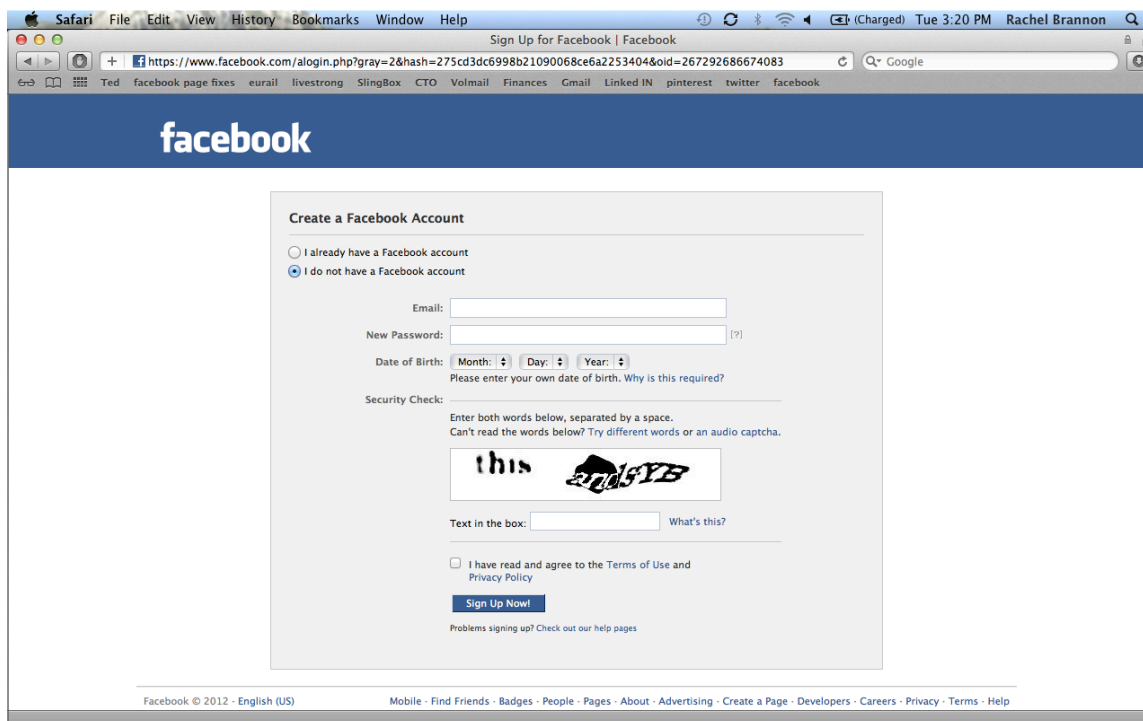 Safari File Edit View History Bookmarks Window Help (Charged) Tue 3:20 PM Rachel Brannon
Sign Up for Facebook | Facebook
https://www.facebook.com/alogin.php?gray=2&hash=275cd3dc6998b21090068ce6a2253404&oid=267292686674083 Google
Ted facebook page fixes eurail livestrong SlingBox CTO Volmail Finances Gmail Linked IN pinterest twitter facebook
facebook
Create a Facebook Account
I already have a Facebook account
I do not have a Facebook account
Email:
New Password: [?]
Date of Birth: Month: Day: Year:
Please enter your own date of birth. Why is this required?
Security Check:
Enter both words below, separated by a space.
Can't read the words below? Try different words or an audio captcha.
this
Text in the box: What's this?
I have read and agree to the Terms of Use and
Privacy Policy
Sign Up Now!
Problems signing up? Check out our help pages
Facebook © 2012 · English (US) Mobile · Find Friends · Badges · People · Pages · About · Advertising · Create a Page · Developers · Careers · Privacy · Terms · Help